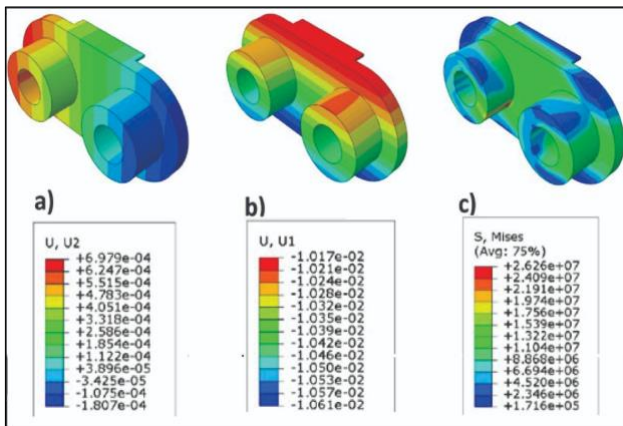 a)
b)
c)
U, U2
+6.979e-04
+6.247e-04
+5.515e-04
+4.783e-04
+4.051e-04
+3.318e-04
+2.586e-04
+1.854e-04
+1.122e-04
+3.896e-05
-3.425e-05
-1.075e-04
-1.807e-04
U, U1
-1.017e-02
-1.021e-02
-1.024e-02
-1.028e-02
-1.032e-02
-1.035e-02
-1.039e-02
-1.042e-02
-1.046e-02
-1.050e-02
-1.053e-02
-1.057e-02
-1.061e-02
S, Mises
(Avg: 75%)
+2.626e+07
+2.409e+07
+2.191e+07
+1.974e+07
+1.756e+07
+1.539e+07
+1.322e+07
+1.104e+07
+8.868e+06
+6.694e+06
+4.520e+06
+2.346e+06
+1.716e+05